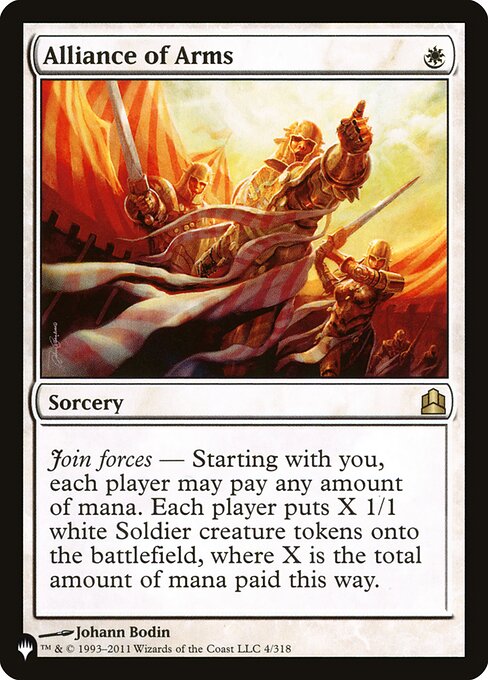 Alliance of Arms
Sorcery
Join forces — Starting with you,
each player may pay any amount
of mana. Each player puts X 1/1
white Soldier creature tokens onto
the battlefield, where X is the total
amount of mana paid this way.
Johann Bodin
™ & © 1993–2011 Wizards of the Coast LLC 4/318